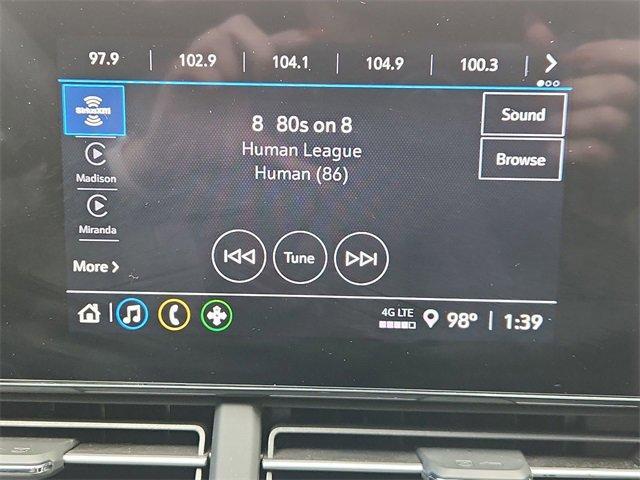 97.9 102.9 104.1 104.9 100.3
SiriusXM
8 80s on 8
Human League
Human (86)
Sound
Browse
Madison
Miranda
More
Tune
4G LTE
98° 1:39